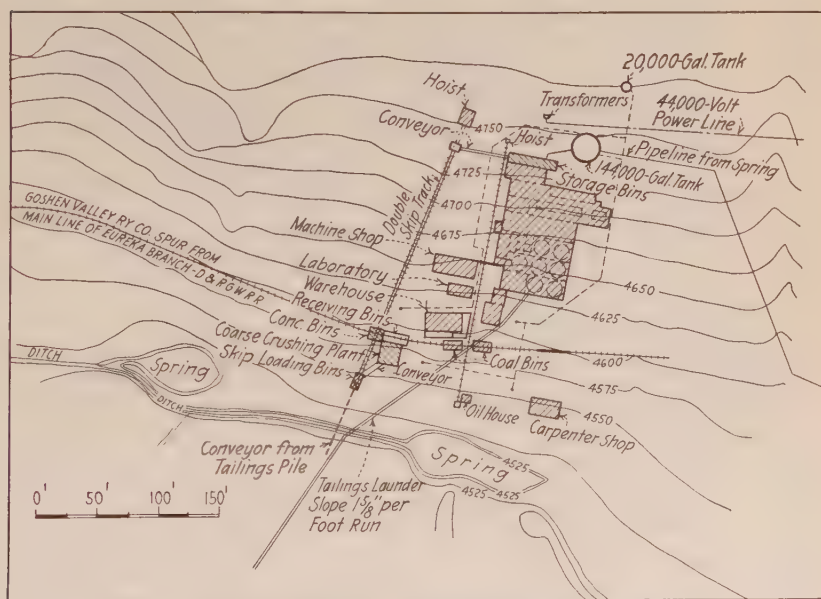 20,000-Gal. Tank
Hoist
Transformers
44,000-Volt
Power Line
Conveyor
4750
Hoist
Pipeline from Spring
144,000-Gal. Tank
4725
Storage Bins
Double
Skip Track
4700
4675
GOSHEN VALLEY RY CO. SPUR FROM
MAIN LINE OF EUREKA BRANCH-D&RGWRR
Machine Shop
Laboratory
Warehouse
Receiving Bins
Conc. Bins
Coarse Crushing Plant
Skip Loading Bins
4650
4625
4600
Coal Bins
Conveyor
4575
DITCH
Spring
DITCH
4550
Oil House
Carpenter Shop
Conveyor from
Tailings Pile
Spring
4525
4525
4525
Tailings Launder
Slope 1 5/8" per
Foot Run
0' 50' 100' 150'